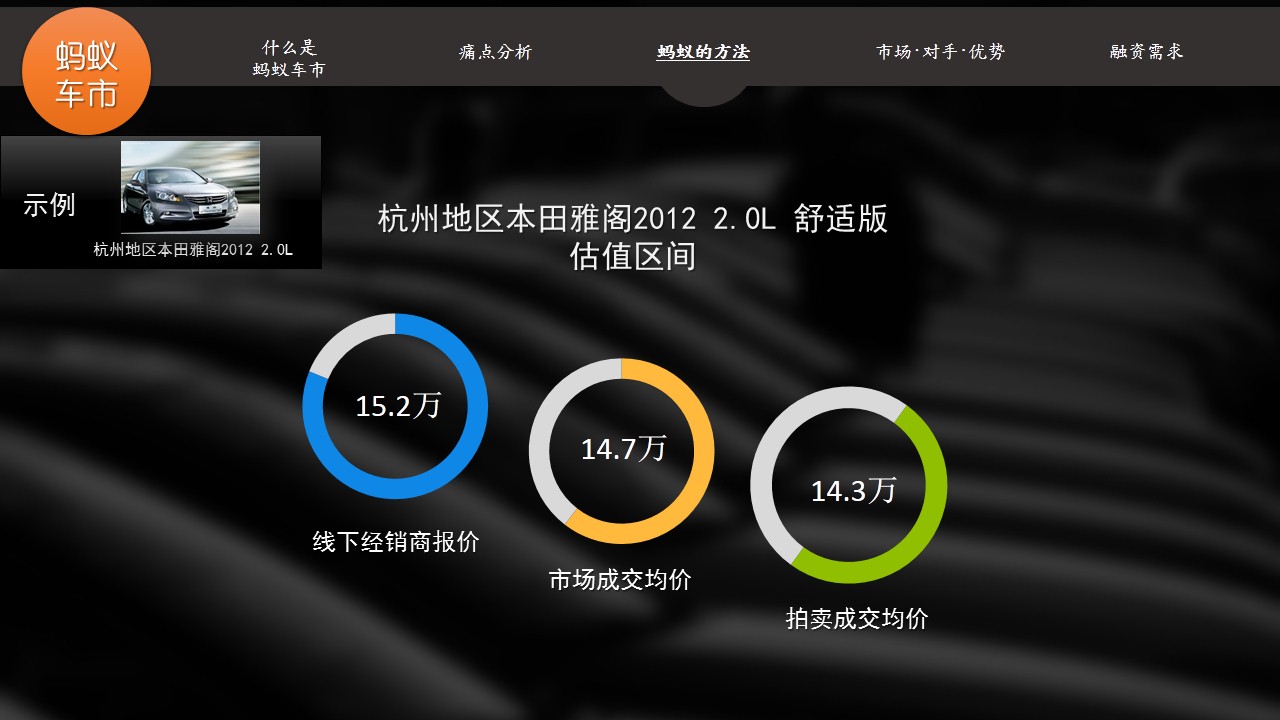 蚂蚁
车市
什么是
蚂蚁车市
痛点分析
蚂蚁的方法
市场·对手·优势
融资需求
示例
杭州地区本田雅阁2012 2.0L
杭州地区本田雅阁2012 2.0L 舒适版
估值区间
15.2万
14.7万
14.3万
线下经销商报价
市场成交均价
拍卖成交均价